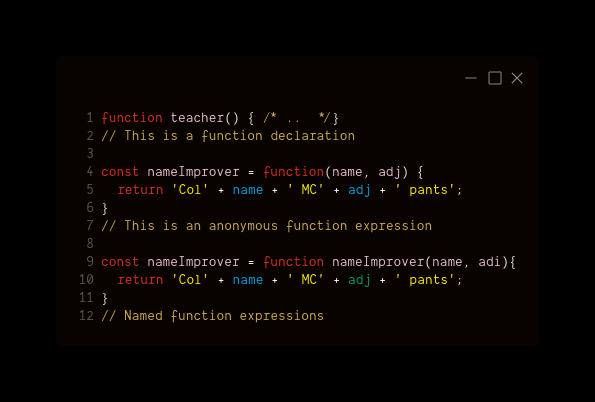 1 function teacher() { /* .. */}
2 // This is a function declaration
3
4 const nameImprover = function(name, adj) {
5   return 'Col' + name + ' MC' + adj + ' pants';
6 }
7 // This is an anonymous function expression
8
9 const nameImprover = function nameImprover(name, adi){
10   return 'Col' + name + ' MC' + adj + ' pants';
11 }
12 // Named function expressions